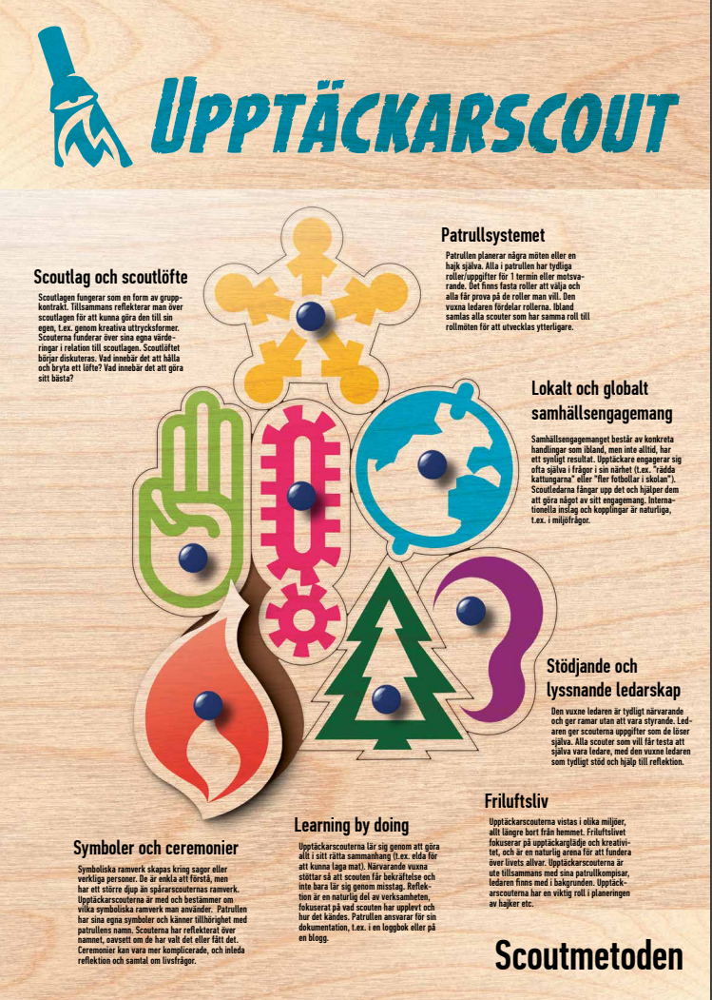 UPPTÄCKARSCOUT
Patrullsystemet
Patrullen planerar några möten eller en
hajk själva. Alla i patrullen har tydliga
roller/uppgifter för 1 termin eller motsva-
rande. Det finns fasta roller att välja och
alla får prova på de roller man vill. Den
vuxna ledaren fördelar rollerna. Ibland
samlas alla scouter som har samma roll till
rollmöten för att utvecklas ytterligare.
Scoutlag och scoutlöfte
Scoutlagen fungerar som en form av grupp-
kontrakt. Tillsammans reflekterar man över
scoutlagen för att kunna göra den till sin
egen, t.ex. genom kreativa uttrycksformer.
Scouterna funderar över sina egna värde-
ringar i relation till scoutlagen. Scoutlöftet
börjar diskuteras. Vad innebär det att hålla
och bryta ett löfte? Vad innebär det att göra
sitt bästa?
Lokalt och globalt
samhällsengagemang
Samhällsengagemanget består av konkreta
handlingar som ibland, men inte alltid, har
ett synligt resultat. Upptäckare engagerar sig
ofta själva i frågor i sin närhet (t.ex. "rädda
kattungarna" eller "fler fotbollar i skolan").
Scoutledarna fångar upp det och hjälper dem
att göra något av sitt engagemang. Interna-
tionella inslag och kopplingar är naturliga,
t.ex. i miljöfrågor.
Stödjande och
lyssnande ledarskap
Den vuxne ledaren är tydligt närvarande
och ger ramar utan att vara styrande. Led-
aren ger scouterna uppgifter som de löser
själva. Alla scouter som vill får testa att
själva vara ledare, med den vuxne ledaren
som tydligt stöd och hjälp till reflektion.
Friluftsliv
Upptäckarscouterna vistas i olika miljöer,
allt längre bort från hemmet. Friluftslivet
fokuserar på upptäckarglädje och kreativi-
tet, och är en naturlig arena för att fundera
över livets allvar. Upptäckarscouterna är
ute tillsammans med sina patrullkompisar,
ledaren finns med i bakgrunden. Upptäck-
arscouterna har en viktig roll i planeringen
av hajker etc.
Learning by doing
Upptäckarscouterna lär sig genom att göra
allt i sitt rätta sammanhang (t.ex. elda för
att kunna laga mat). Närvarande vuxna
stöttar så att scouten får bekräftelse och
inte bara lär sig genom misstag. Reflek-
tion är en naturlig del av verksamheten,
fokuserat på vad scouten har upplevt och
hur det kändes. Patrullen ansvarar för sin
dokumentation, t.ex. i en loggbok eller på
en blogg.
Symboler och ceremonier
Symboliska ramverk skapas kring sagor eller
verkliga personer. De är enkla att förstå, men
har ett större djup än spårarscouternas ramverk.
Upptäckarscouterna är med och bestämmer om
vilka symboliska ramverk man använder. Patrullen
har sina egna symboler och känner tillhörighet med
patrullens namn. Scouterna har reflekterat över
namnet, oavsett om de har valt det eller fått det.
Ceremonier kan vara mer komplicerade, och inleda
reflektion och samtal om livsfrågor.
Scoutmetoden